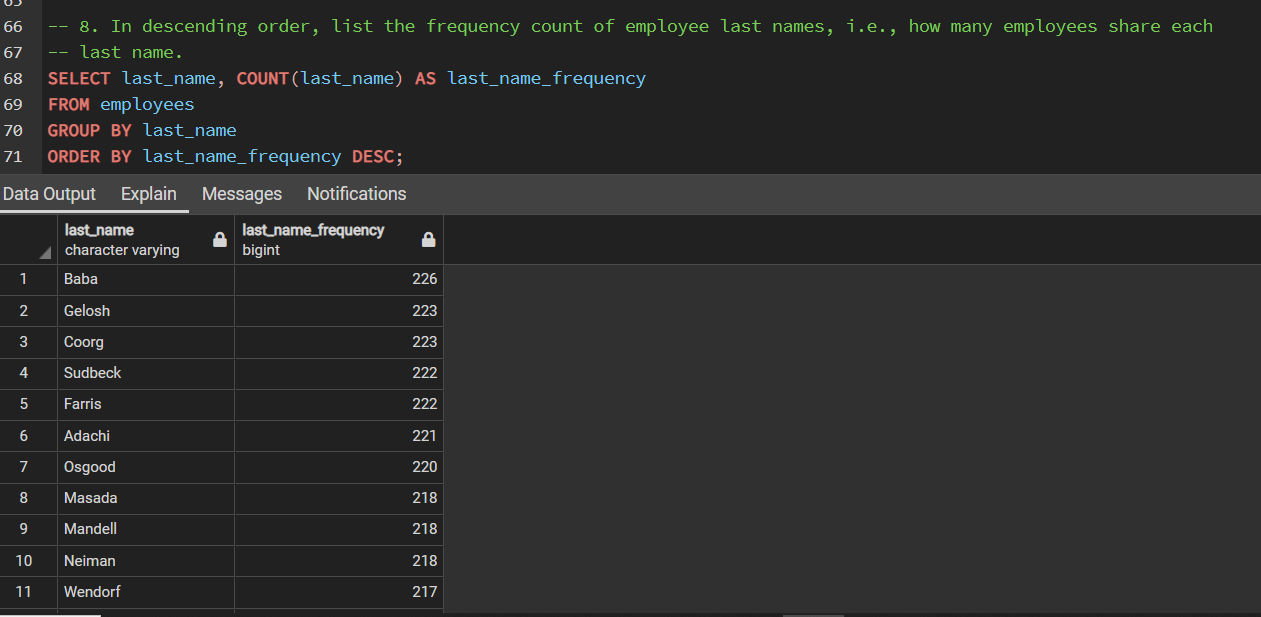 65
66 -- 8. In descending order, list the frequency count of employee last names, i.e., how many employees share each
67 -- last name.
68 SELECT last_name, COUNT(last_name) AS last_name_frequency
69 FROM employees
70 GROUP BY last_name
71 ORDER BY last_name_frequency DESC;
Data Output Explain Messages Notifications
last_name last_name_frequency
character varying bigint
1 Baba 226
2 Gelosh 223
3 Coorg 223
4 Sudbeck 222
5 Farris 222
6 Adachi 221
7 Osgood 220
8 Masada 218
9 Mandell 218
10 Neiman 218
11 Wendorf 217